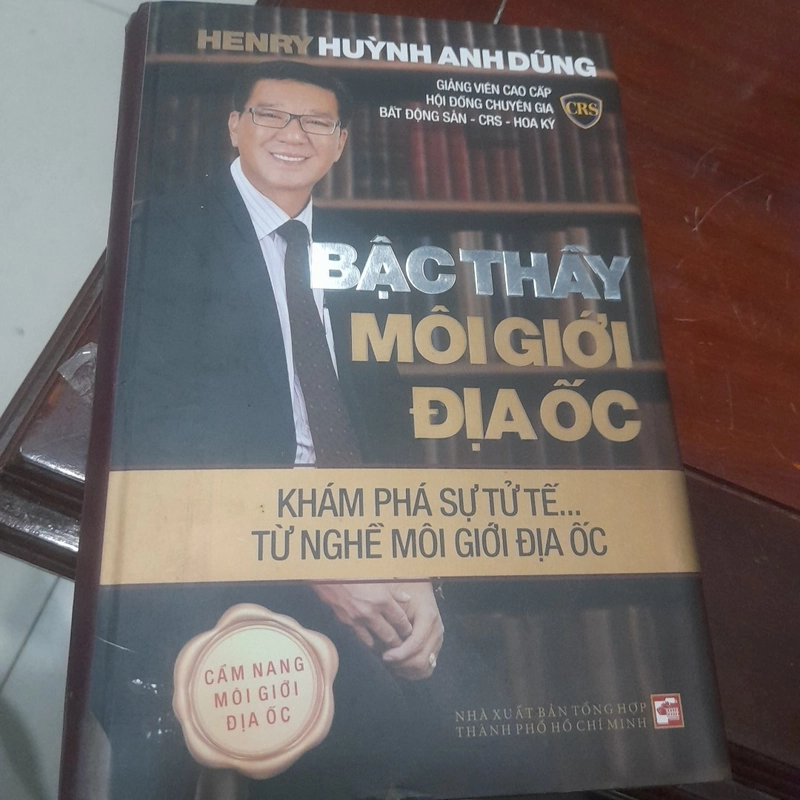 HENRY HUỲNH ANH DŨNG
GIẢNG VIÊN CAO CẤP
HỘI ĐỒNG CHUYÊN GIA
BẤT ĐỘNG SẢN - CRS - HOA KỲ
CRS
BẬC THẦY
MÔI GIỚI
ĐỊA ỐC
KHÁM PHÁ SỰ TỬ TẾ...
TỪ NGHỀ MÔI GIỚI ĐỊA ỐC
CẨM NANG
MÔI GIỚI
ĐỊA ỐC
NHÀ XUẤT BẢN TỔNG HỢP
THÀNH PHỐ HỒ CHÍ MINH